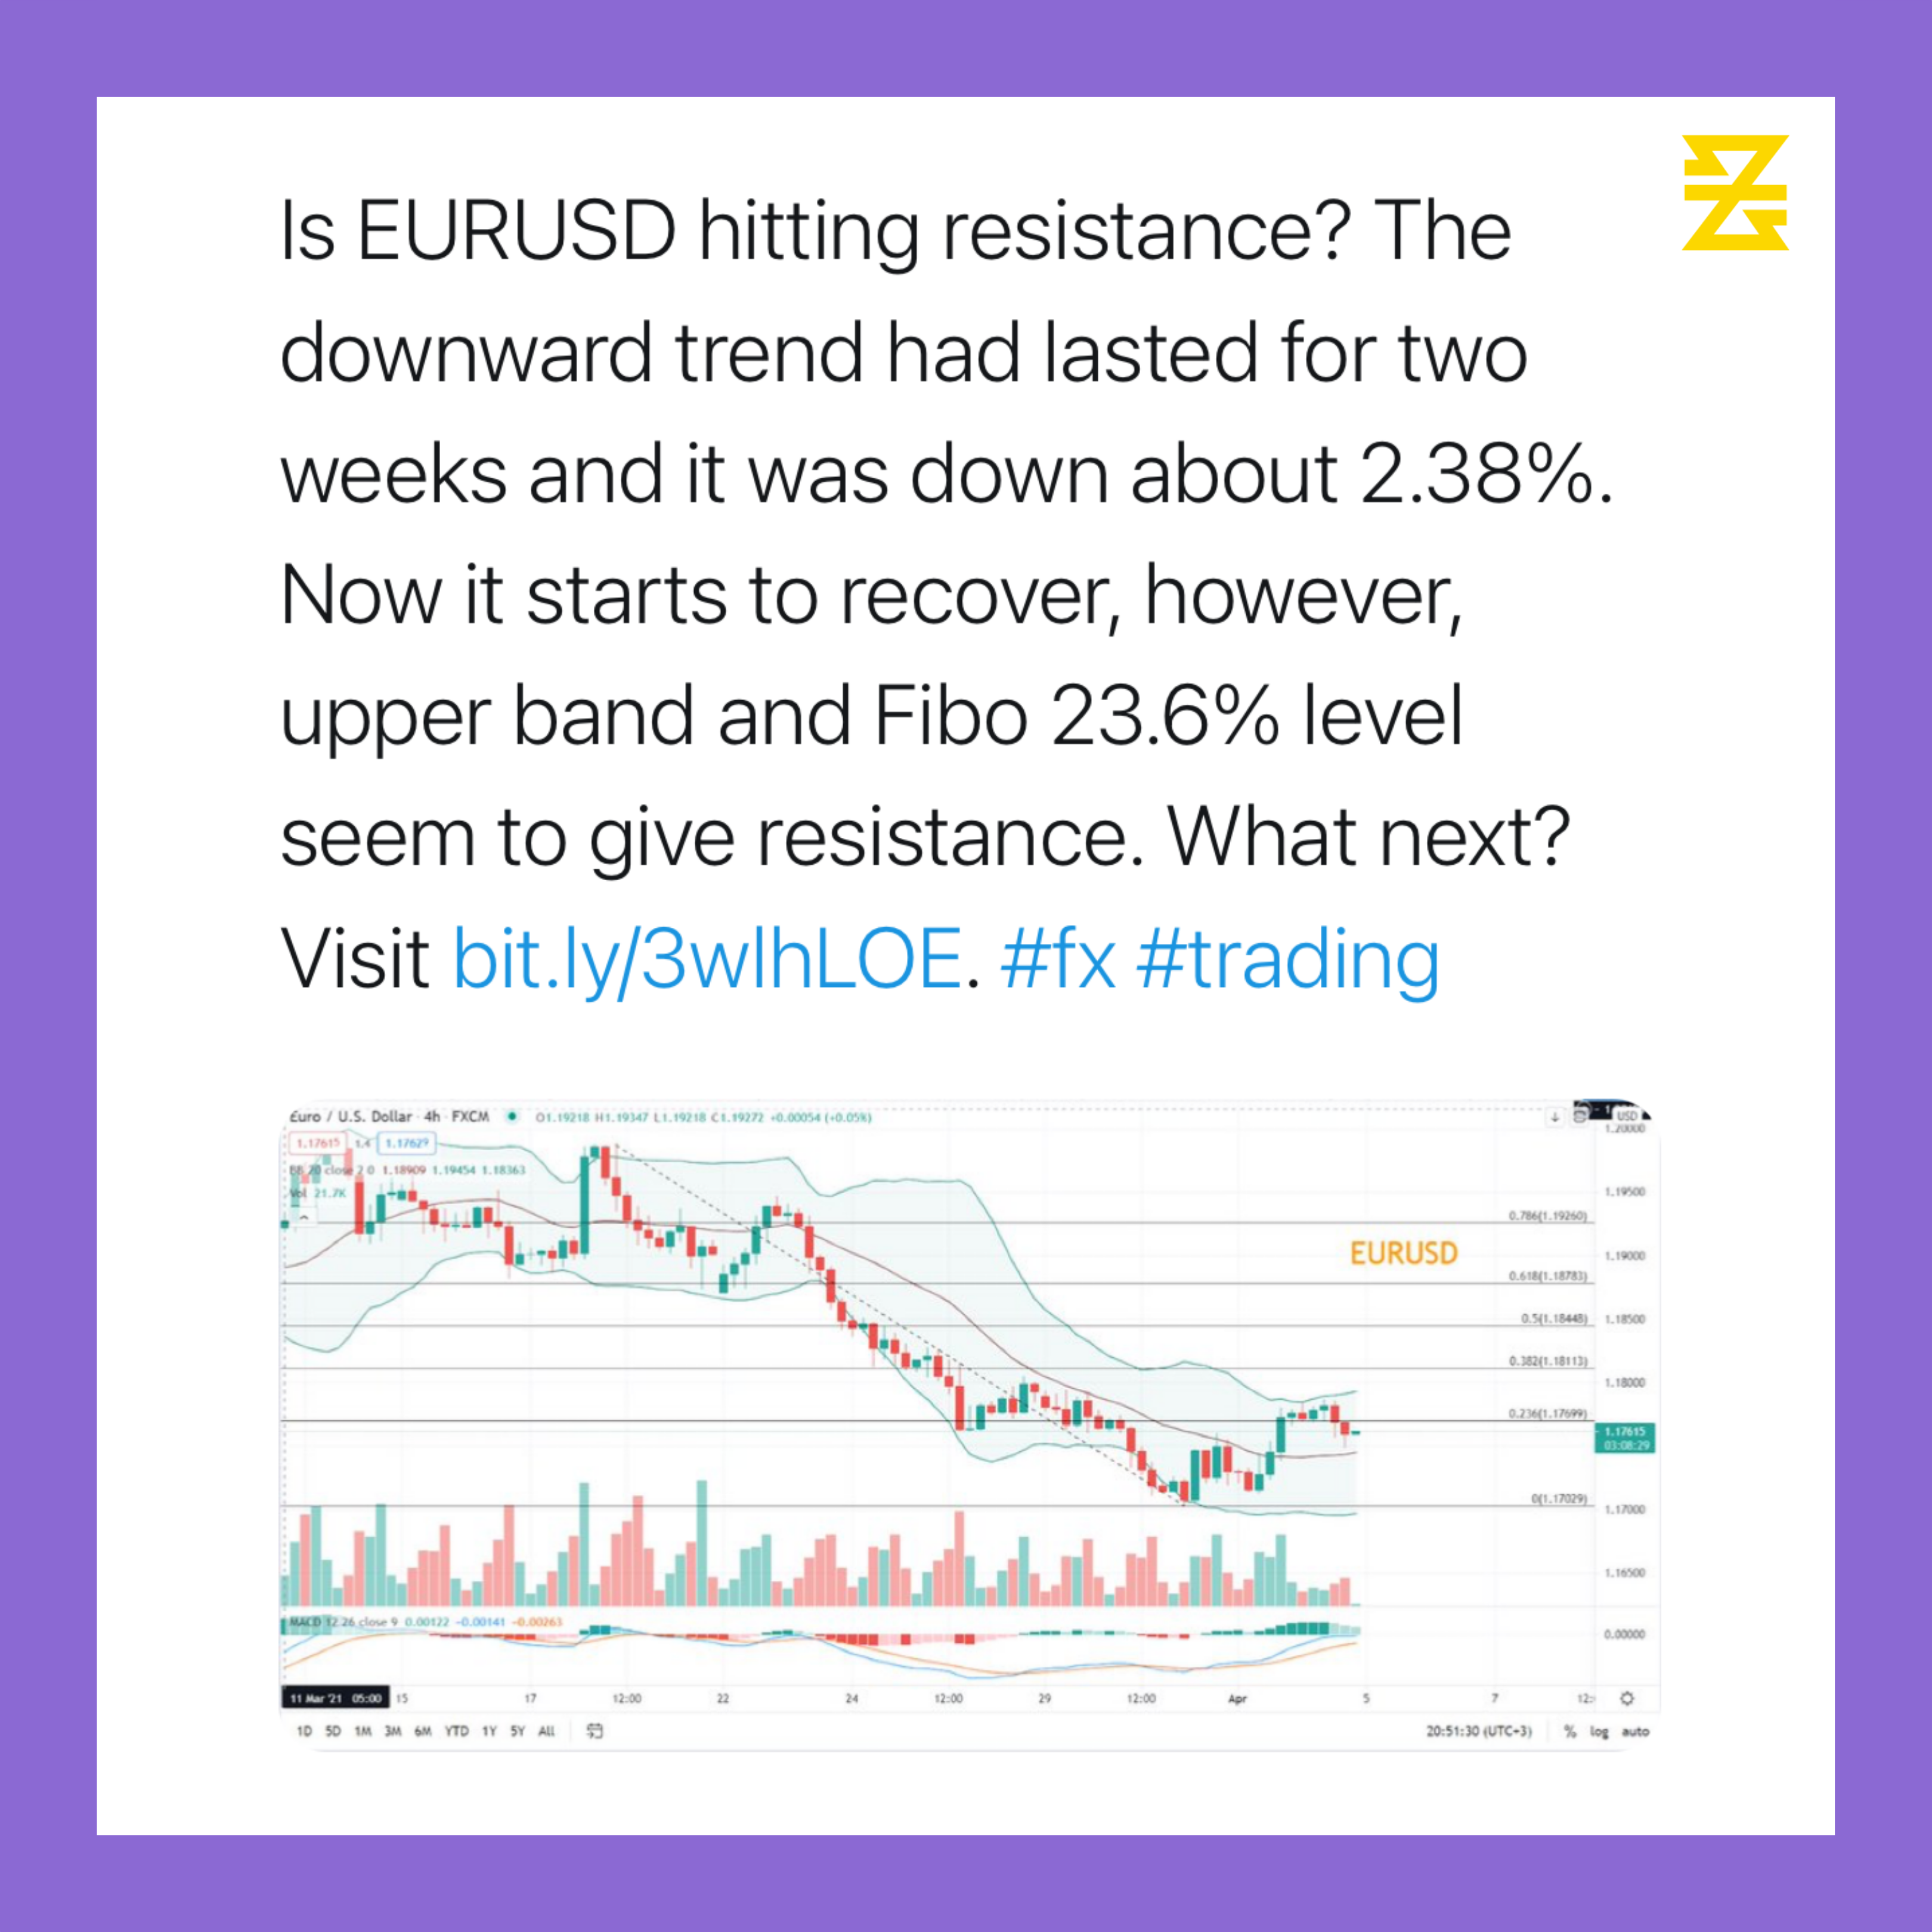 Is EURUSD hitting resistance? The
downward trend had lasted for two
weeks and it was down about 2.38%.
Now it starts to recover, however,
upper band and Fibo 23.6% level
seem to give resistance. What next?
Visit bit.ly/3wlhLOE. #fx #trading
Euro / U.S. Dollar · 4h · FXCM O1.19218 H1.19347 L1.19218 C1.19272 +0.00054 (+0.05%)
USD
1.17615 1.4 1.17629
1.20000
BB 20 close 2 0 1.18909 1.19454 1.18363
Vol 21.7K
1.19500
0.786(1.19260)
EURUSD
1.19000
0.618(1.18783)
0.5(1.18448)
1.18500
0.382(1.18113)
1.18000
0.236(1.17699)
1.17615
03:08:29
0(1.17029)
1.17000
1.16500
MACD 12 26 close 9 0.00122 -0.00141 -0.00263
0.00000
11 Mar '21 05:00 15 17 12:00 22 24 12:00 29 12:00 Apr 5 7 12:
1D 5D 1M 3M 6M YTD 1Y 5Y All 20:51:30 (UTC+3) % log auto